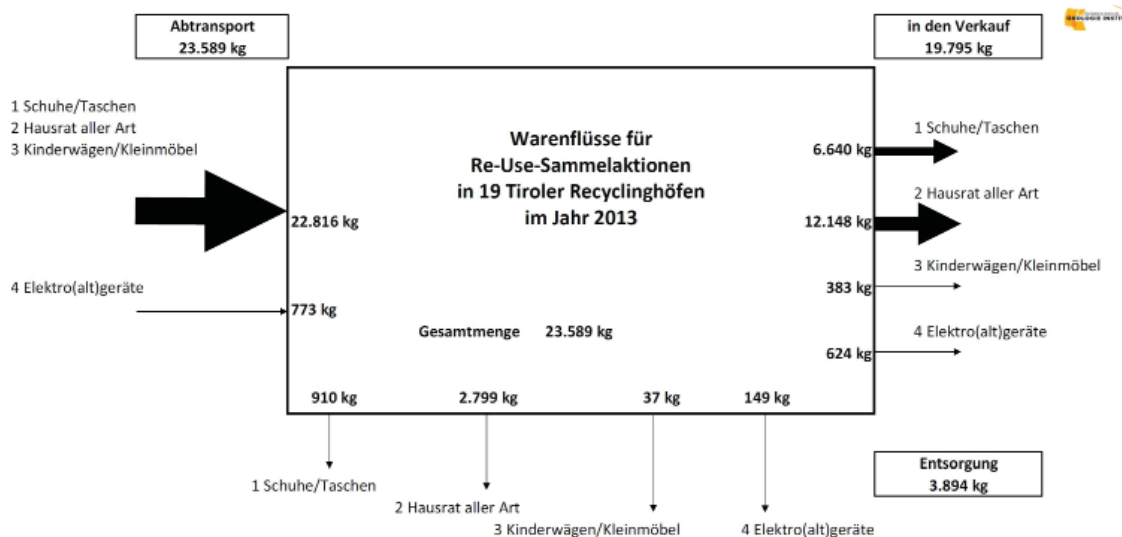 Abtransport
23.589 kg
in den Verkauf
19.795 kg
1 Schuhe/Taschen
2 Hausrat aller Art
3 Kinderwägen/Kleinmöbel
22.816 kg
4 Elektro(alt)geräte
773 kg
Warenflüsse für
Re-Use-Sammelaktionen
in 19 Tiroler Recyclinghöfen
im Jahr 2013
Gesamtmenge 23.589 kg
1 Schuhe/Taschen
6.640 kg
2 Hausrat aller Art
12.148 kg
3 Kinderwägen/Kleinmöbel
383 kg
4 Elektro(alt)geräte
624 kg
910 kg
2.799 kg
37 kg
149 kg
1 Schuhe/Taschen
2 Hausrat aller Art
3 Kinderwägen/Kleinmöbel
4 Elektro(alt)geräte
Entsorgung
3.894 kg